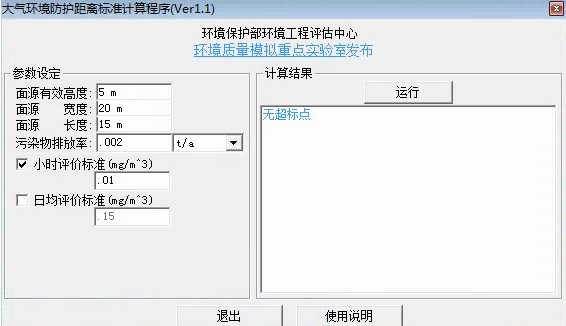 大气环境防护距离标准计算程序(Ver1.1)
环境保护部环境工程评估中心
环境质量模拟重点实验室发布
参数设定
面源有效高度: 5 m
面源 宽度: 20 m
面源 长度: 15 m
污染物排放率: .002 t/a
小时评价标准(mg/m^3)
.01
日均评价标准(mg/m^3)
.15
计算结果
运行
无超标点
退出
使用说明